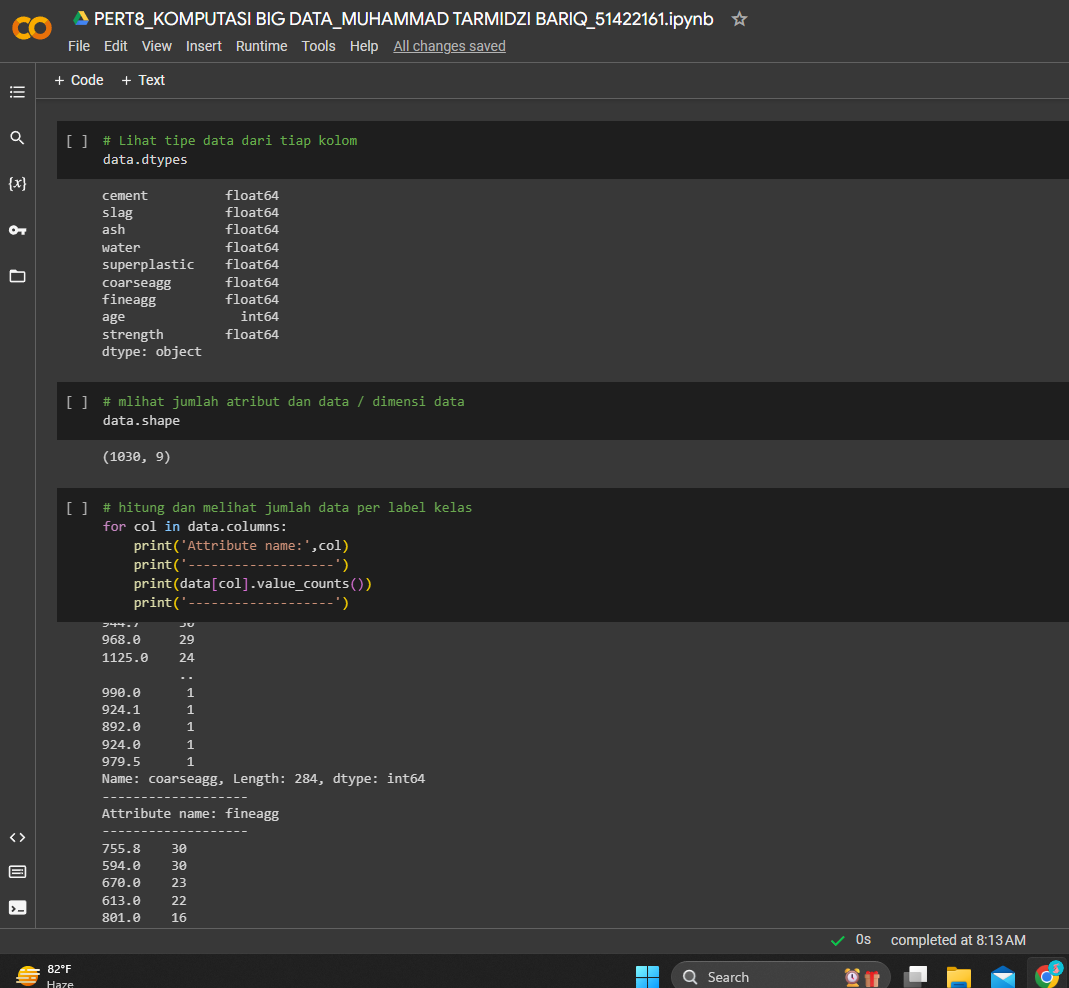 PERT8_KOMPUTASI BIG DATA_MUHAMMAD TARMIDZI BARIQ_51422161.ipynb
File Edit View Insert Runtime Tools Help All changes saved
+ Code + Text
[ ] # Lihat tipe data dari tiap kolom
data.dtypes
cement float64
slag float64
ash float64
water float64
superplastic float64
coarseagg float64
fineagg float64
age int64
strength float64
dtype: object
[ ] # mlihat jumlah atribut dan data / dimensi data
data.shape
(1030, 9)
[ ] # hitung dan melihat jumlah data per label kelas
for col in data.columns:
print('Attribute name:',col)
print('-------------------')
print(data[col].value_counts())
print('-------------------')
944.7 30
968.0 29
1125.0 24
..
990.0 1
924.1 1
892.0 1
924.0 1
979.5 1
Name: coarseagg, Length: 284, dtype: int64
-------------------
Attribute name: fineagg
-------------------
755.8 30
594.0 30
670.0 23
613.0 22
801.0 16
0s completed at 8:13 AM
82°F
Haze
Search